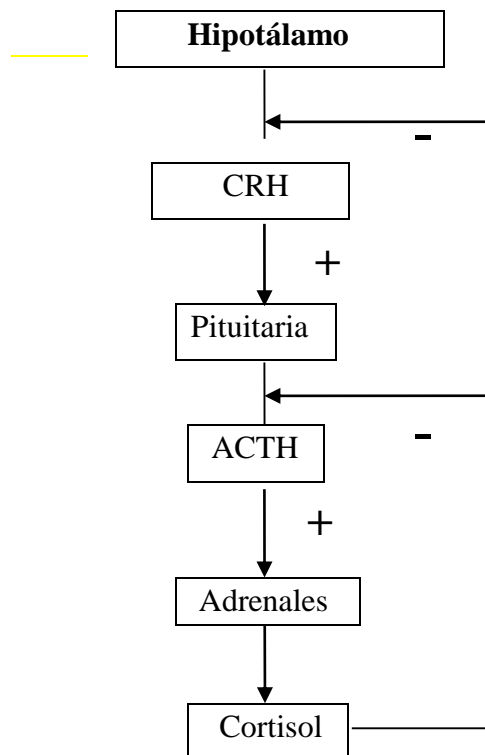 Hipotálamo
-
CRH
+
Pituitaria
-
ACTH
+
Adrenales
Cortisol